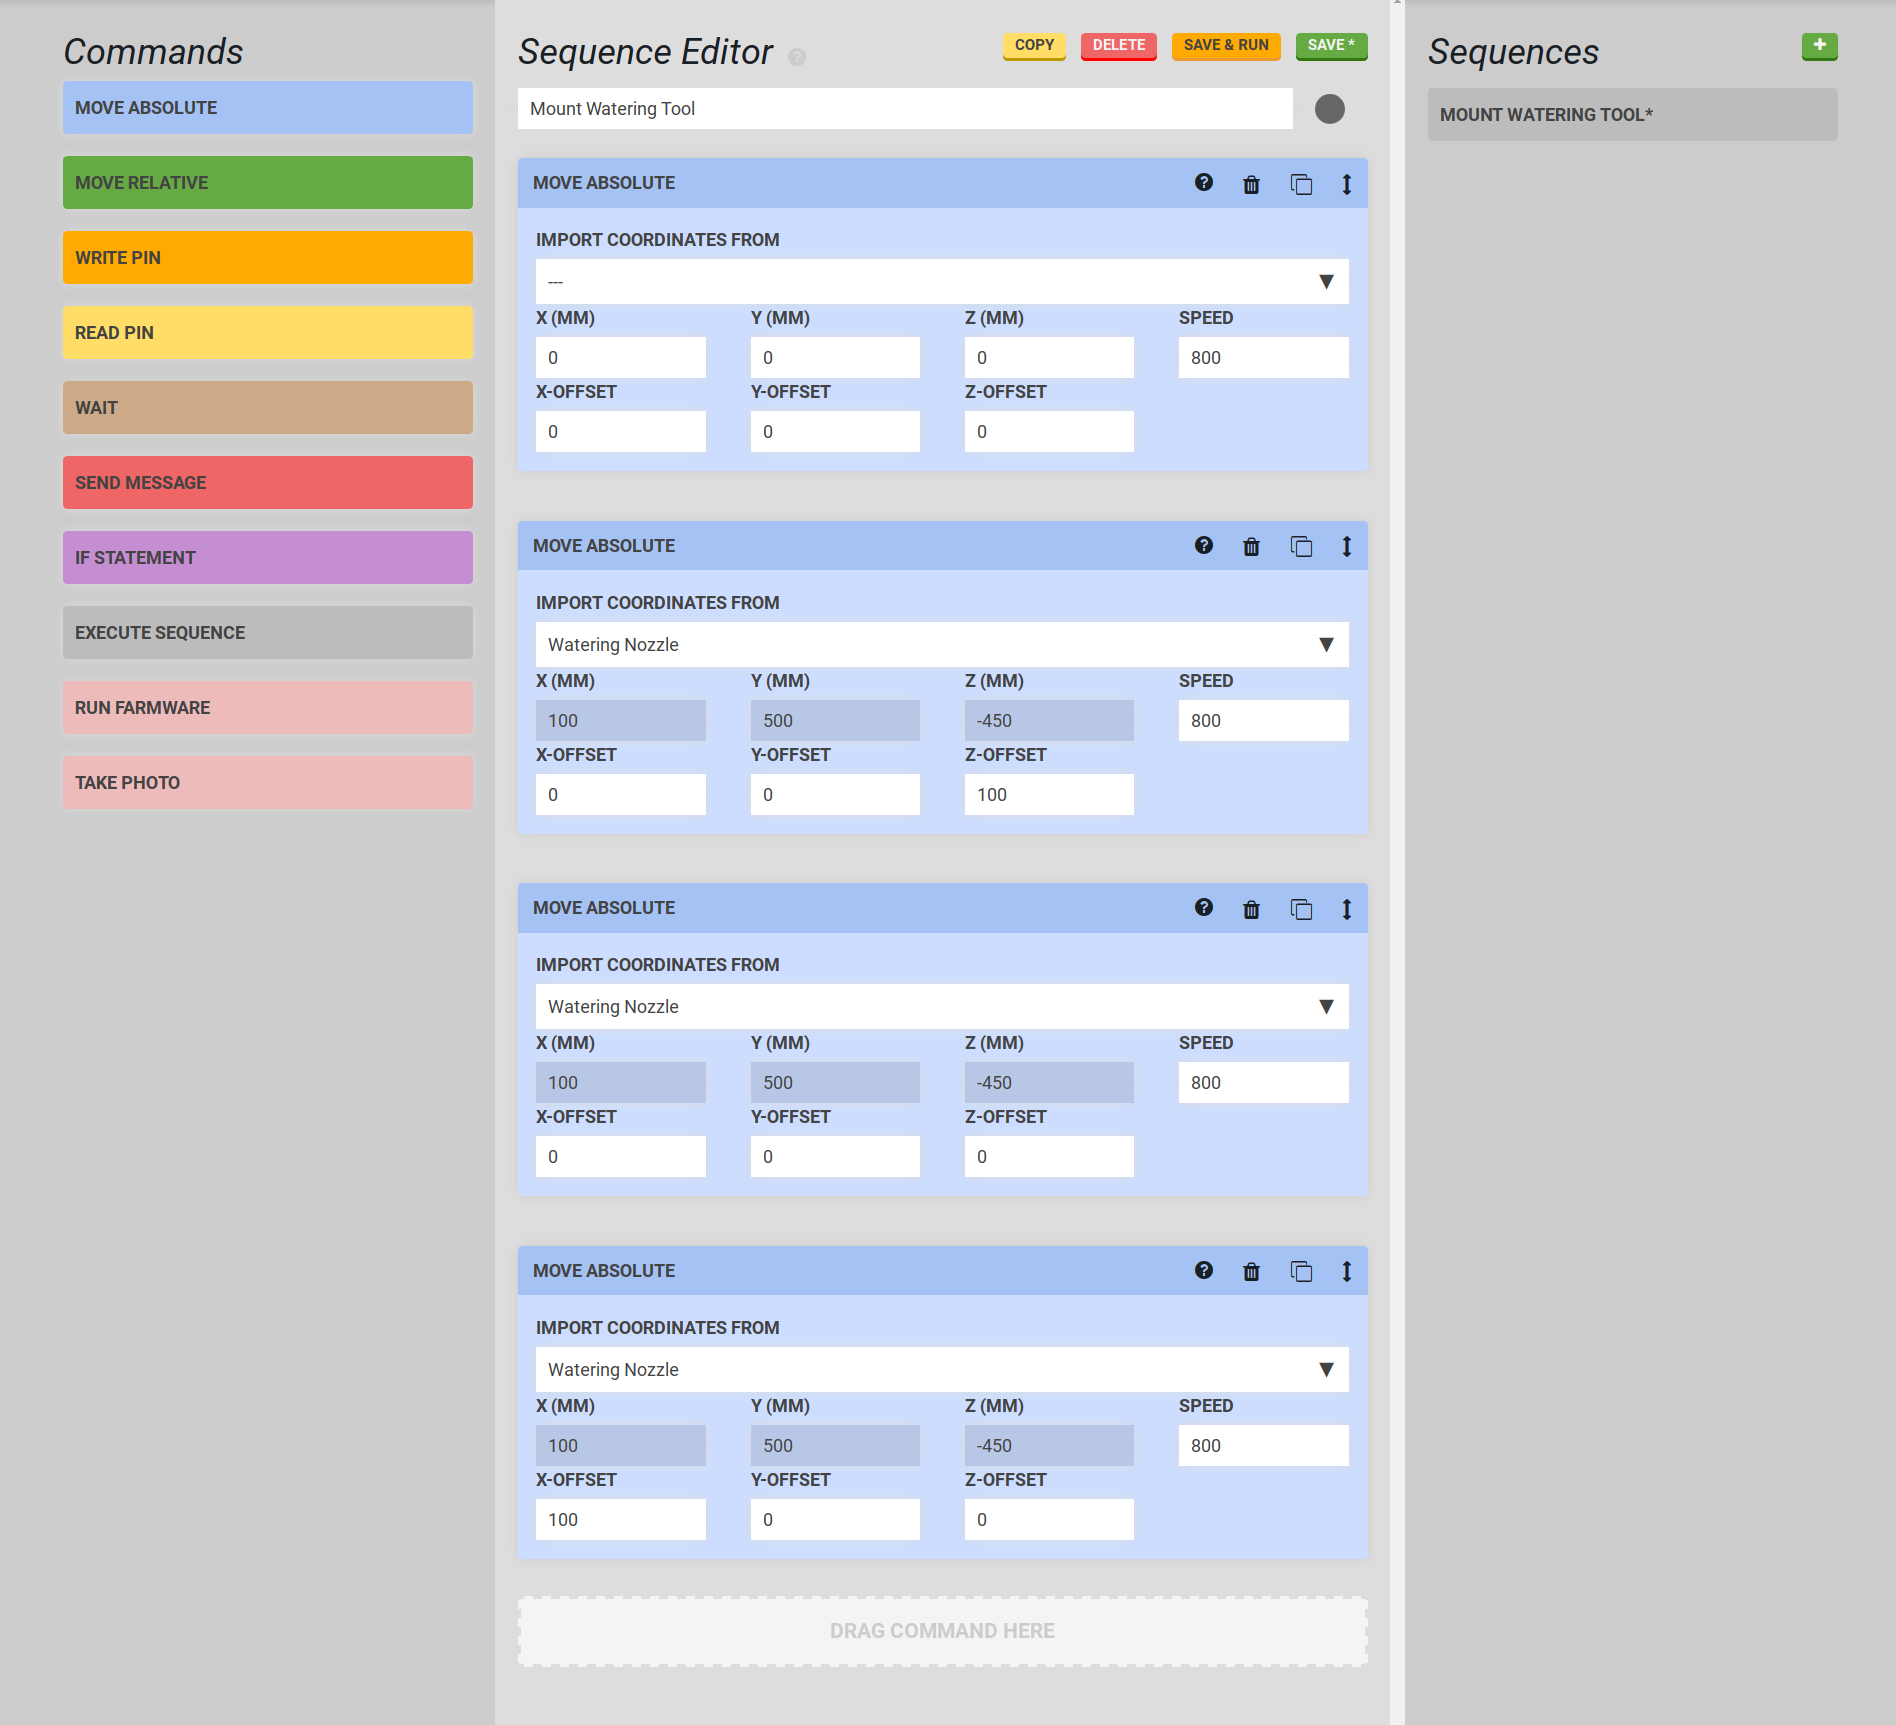 Commands
MOVE ABSOLUTE
MOVE RELATIVE
WRITE PIN
READ PIN
WAIT
SEND MESSAGE
IF STATEMENT
EXECUTE SEQUENCE
RUN FARMWARE
TAKE PHOTO
Sequence Editor ?
COPY DELETE SAVE & RUN SAVE *
Mount Watering Tool
MOVE ABSOLUTE
IMPORT COORDINATES FROM
---
X (MM) Y (MM) Z (MM) SPEED
0 0 0 800
X-OFFSET Y-OFFSET Z-OFFSET
0 0 0
MOVE ABSOLUTE
IMPORT COORDINATES FROM
Watering Nozzle
X (MM) Y (MM) Z (MM) SPEED
100 500 -450 800
X-OFFSET Y-OFFSET Z-OFFSET
0 0 100
MOVE ABSOLUTE
IMPORT COORDINATES FROM
Watering Nozzle
X (MM) Y (MM) Z (MM) SPEED
100 500 -450 800
X-OFFSET Y-OFFSET Z-OFFSET
0 0 0
MOVE ABSOLUTE
IMPORT COORDINATES FROM
Watering Nozzle
X (MM) Y (MM) Z (MM) SPEED
100 500 -450 800
X-OFFSET Y-OFFSET Z-OFFSET
100 0 0
DRAG COMMAND HERE
Sequences +
MOUNT WATERING TOOL*